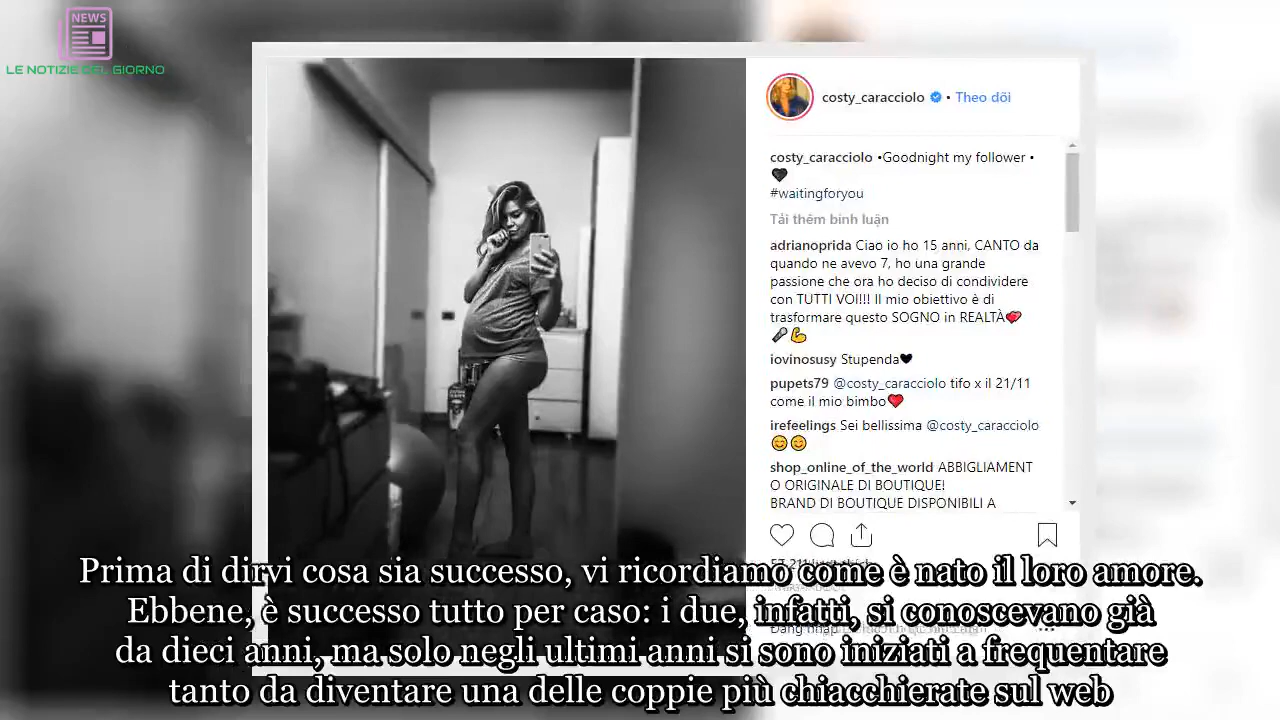 NEWS
LE NOTIZIE DEL GIORNO
costy_caracciolo • Theo dõi
costy_caracciolo •Goodnight my follower •
🖤
#waitingforyou
Tải thêm bình luận
adrianoprida Ciao io ho 15 anni, CANTO da
quando ne avevo 7, ho una grande
passione che ora ho deciso di condividere
con TUTTI VOI!!! Il mio obiettivo è di
trasformare questo SOGNO in REALTÀ💕
🎤💪
iovinosusy Stupenda🖤
pupets79 @costy_caracciolo tifo x il 21/11
come il mio bimbo❤️
irefeelings Sei bellissima @costy_caracciolo
😊😊
shop_online_of_the_world ABBIGLIAMENT
O ORIGINALE DI BOUTIQUE!
BRAND DI BOUTIQUE DISPONIBILI A
Prima di dirvi cosa sia successo, vi ricordiamo come è nato il loro amore.
Ebbene, è successo tutto per caso: i due, infatti, si conoscevano già
Đăng nhập
da dieci anni, ma solo negli ultimi anni si sono iniziati a frequentare
tanto da diventare una delle coppie più chiacchierate sul web